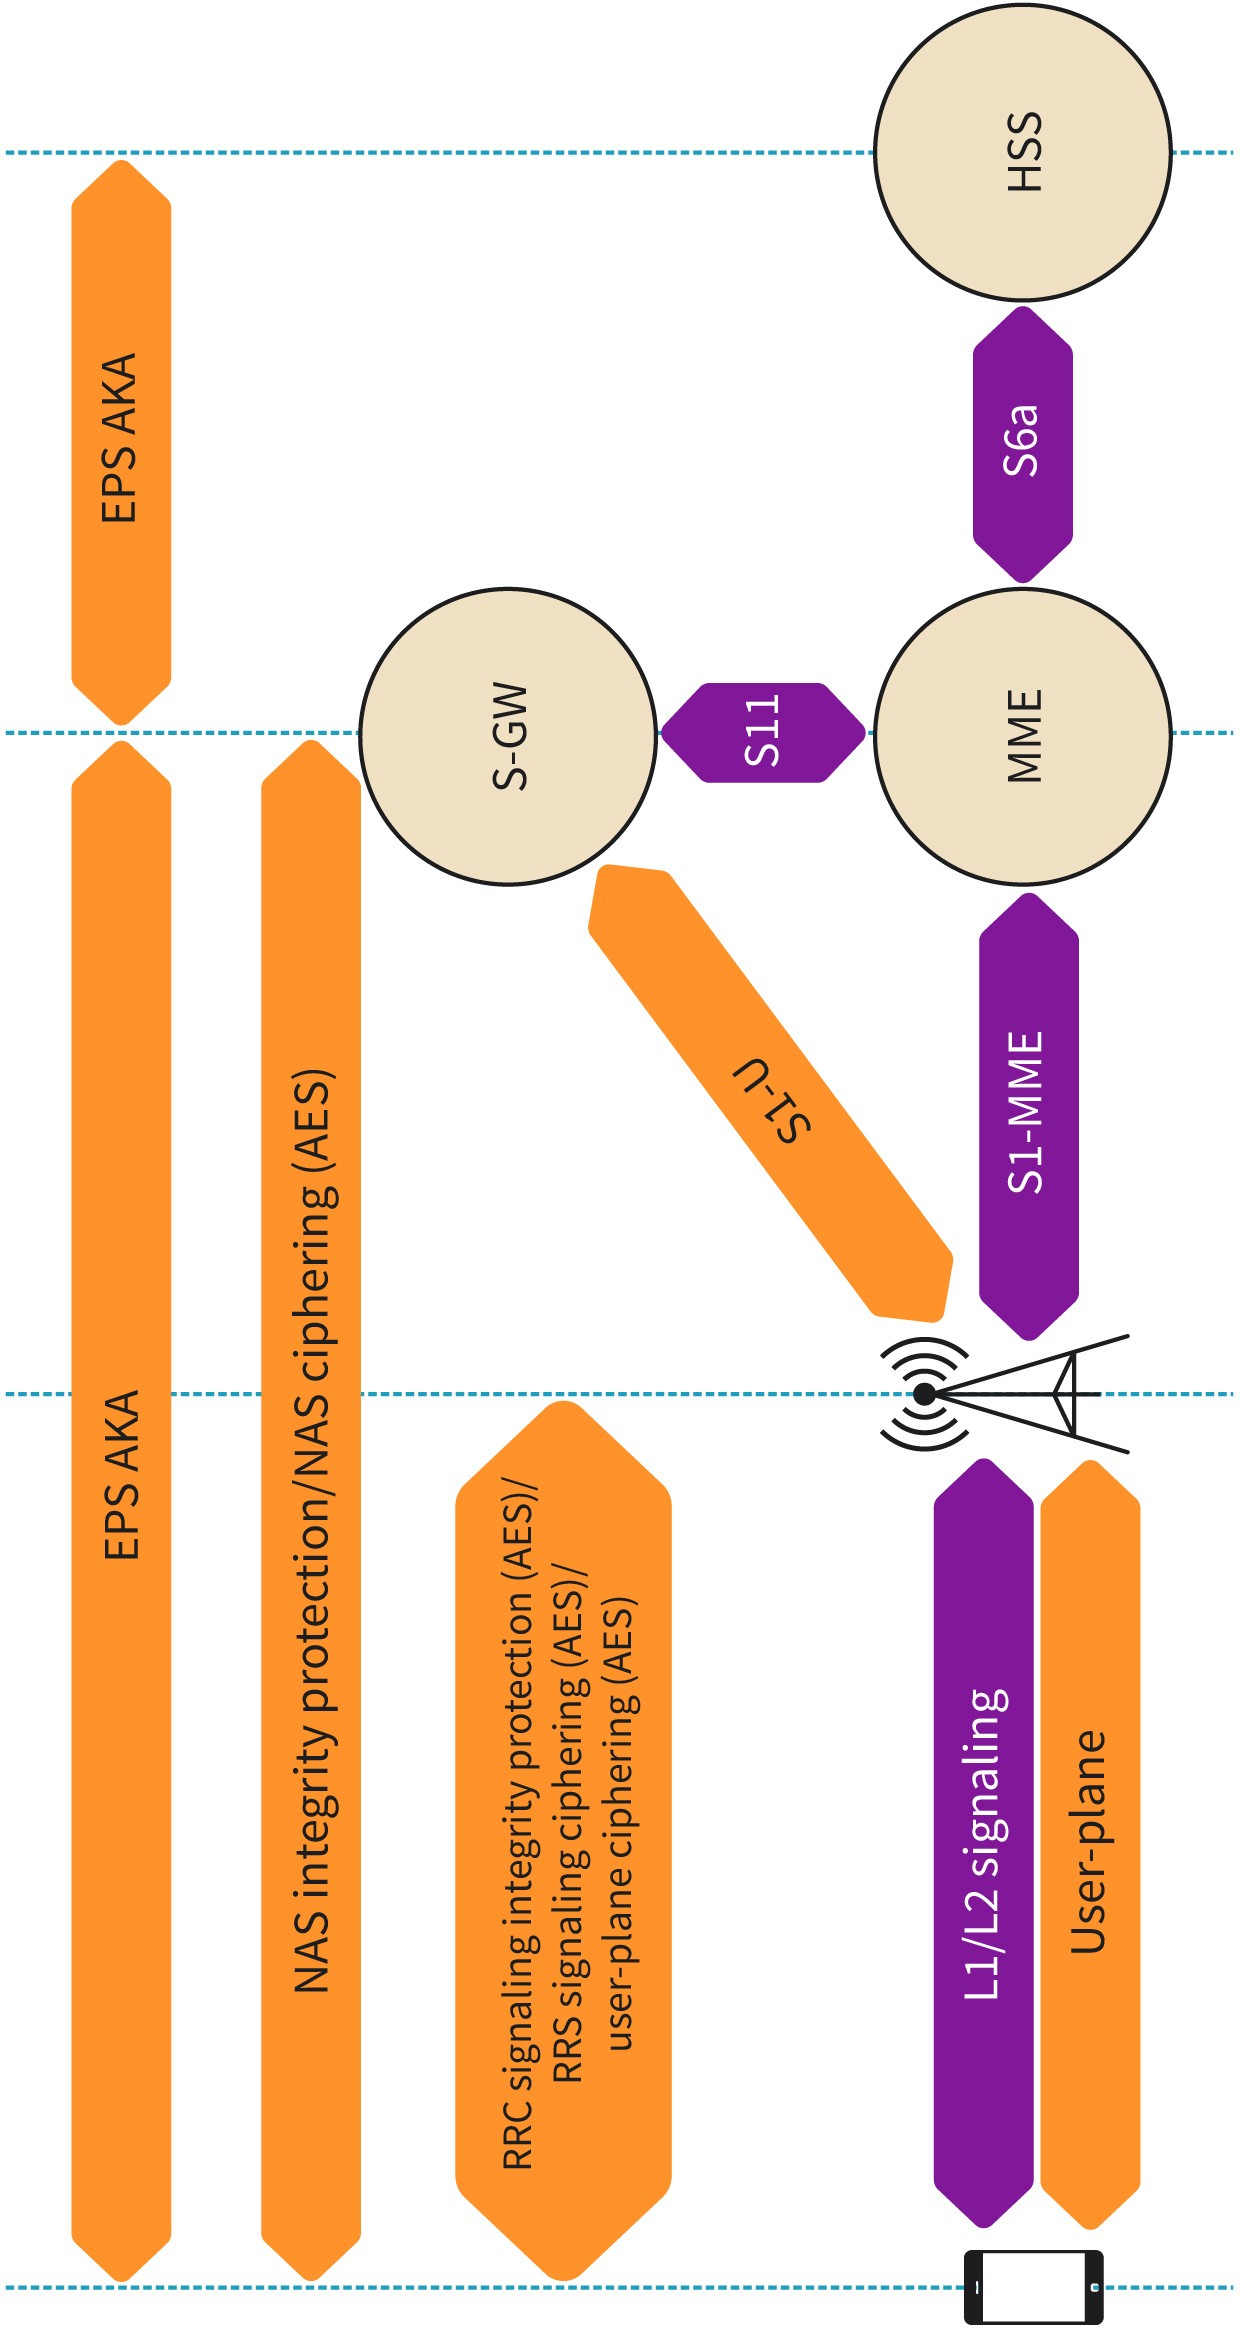 EPS AKA
EPS AKA
NAS integrity protection/NAS ciphering (AES)
RRC signaling integrity protection (AES)/
RRS signaling ciphering (AES)/
user-plane ciphering (AES)
S-GW
S1-U
S11
L1/L2 signaling
User-plane
S1-MME
MME
S6a
HSS